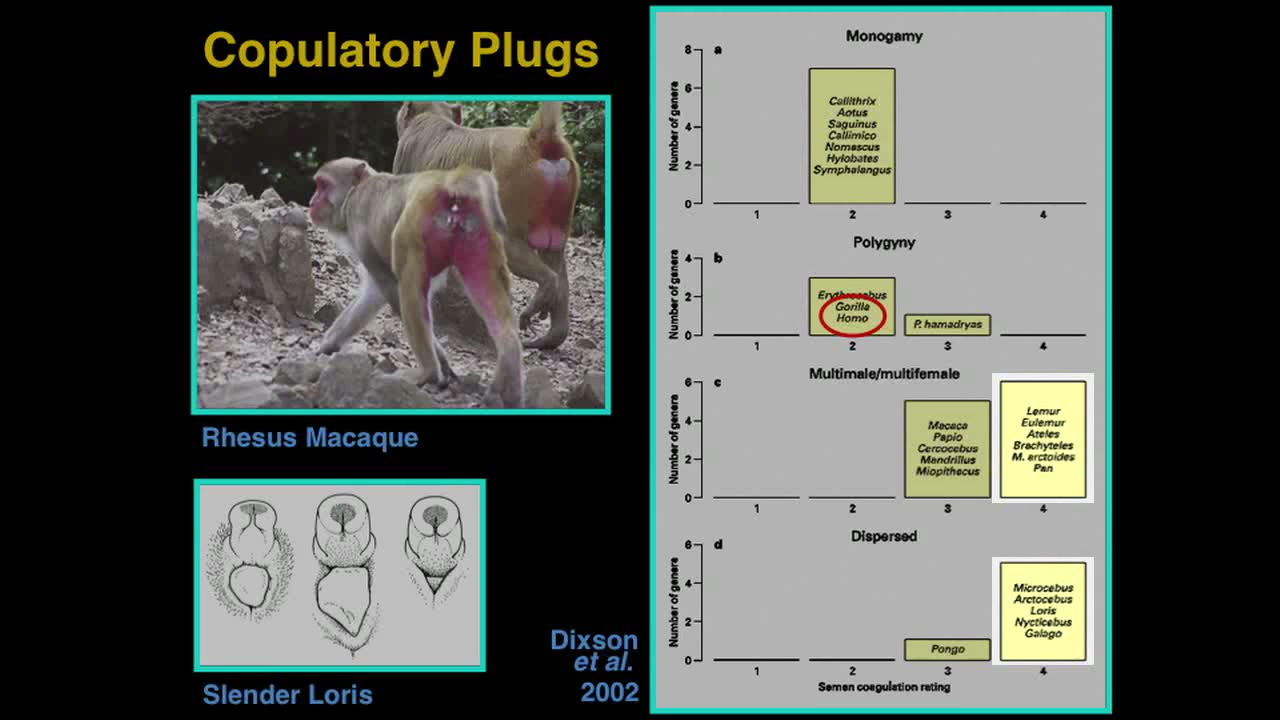 Copulatory Plugs
Rhesus Macaque
Slender Loris
Dixson
et al.
2002
Monogamy
a
Number of genera
8
6
4
2
0
Callithrix
Aotus
Saguinus
Callimico
Nomascus
Hylobates
Symphalangus
1 2 3 4
Polygyny
b
Number of genera
4
2
0
Erythrocebus
Gorilla
Homo
P. hamadryas
1 2 3 4
Multimale/multifemale
c
Number of genera
6
4
2
0
Macaca
Papio
Cercocebus
Mandrillus
Miopithecus
Lemur
Eulemur
Ateles
Brachyteles
M. arctoides
Pan
1 2 3 4
Dispersed
d
Number of genera
6
4
2
0
Pongo
Microcebus
Arctocebus
Loris
Nycticebus
Galago
1 2 3 4
Semen coagulation rating